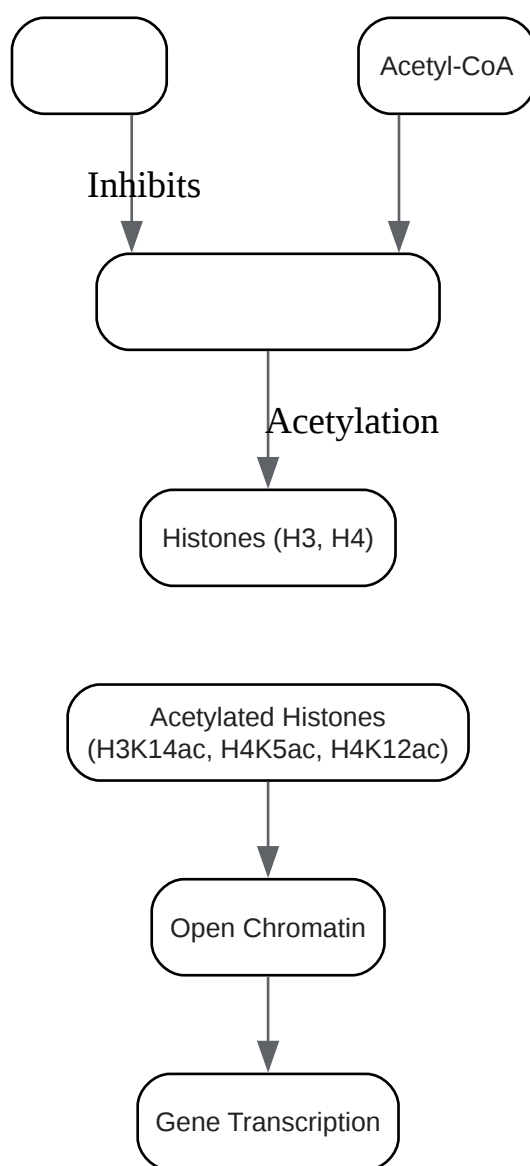 Acetyl-CoA
Inhibits
Acetylation
Histones (H3, H4)
Acetylated Histones
(H3K14ac, H4K5ac, H4K12ac)
Open Chromatin
Gene Transcription